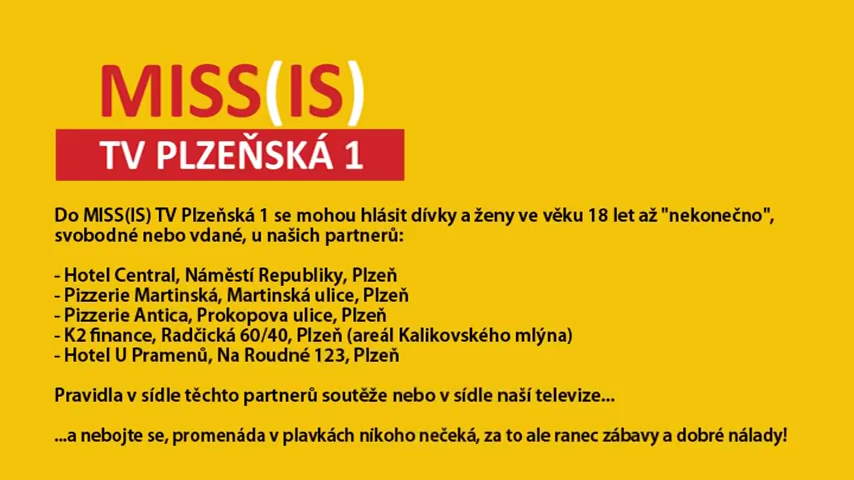 MISS(IS)
TV PLZEŇSKÁ 1
Do MISS(IS) TV Plzeňská 1 se mohou hlásit dívky a ženy ve věku 18 let až "nekonečno",
svobodné nebo vdané, u našich partnerů:
- Hotel Central, Náměstí Republiky, Plzeň
- Pizzerie Martinská, Martinská ulice, Plzeň
- Pizzerie Antica, Prokopova ulice, Plzeň
- K2 finance, Radčická 60/40, Plzeň (areál Kalikovského mlýna)
- Hotel U Pramenů, Na Roudné 123, Plzeň
Pravidla v sídle těchto partnerů soutěže nebo v sídle naší televize...
...a nebojte se, promenáda v plavkách nikoho nečeká, za to ale ranec zábavy a dobré nálady!